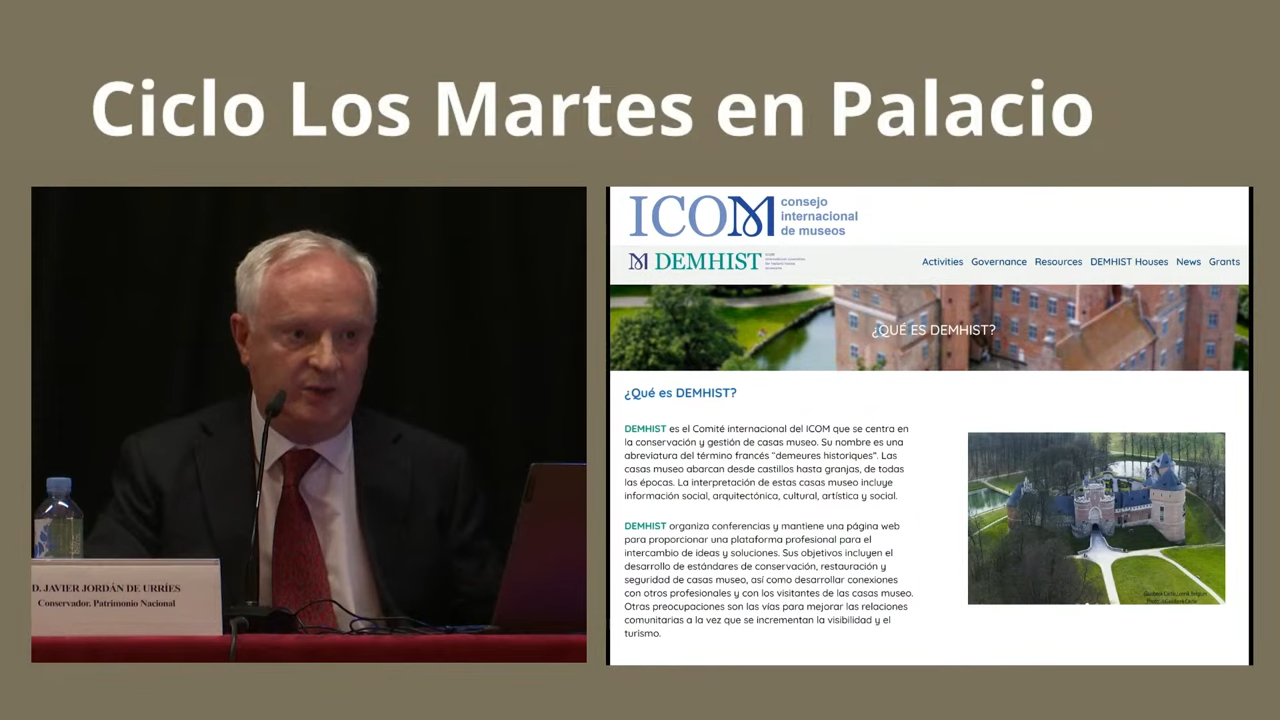 Ciclo Los Martes en Palacio
D. JAVIER JORDÁN DE URRÍES
Conservador. Patrimonio Nacional
ICOM consejo
internacional
de museos
DEMHIST
Activities Governance Resources DEMHIST Houses News Grants
¿QUÉ ES DEMHIST?
¿Qué es DEMHIST?
DEMHIST es el Comité internacional del ICOM que se centra en
la conservación y gestión de casas museo. Su nombre es una
abreviatura del término francés “demeures historiques”. Las
casas museo abarcan desde castillos hasta granjas, de todas
las épocas. La interpretación de estas casas museo incluye
información social, arquitectónica, cultural, artística y social.
DEMHIST organiza conferencias y mantiene una página web
para proporcionar una plataforma profesional para el
intercambio de ideas y soluciones. Sus objetivos incluyen el
desarrollo de estándares de conservación, restauración y
seguridad de casas museo, así como desarrollar conexiones
con otros profesionales y con los visitantes de las casas museo.
Otras preocupaciones son las vías para mejorar las relaciones
comunitarias a la vez que se incrementan la visibilidad y el
turismo.